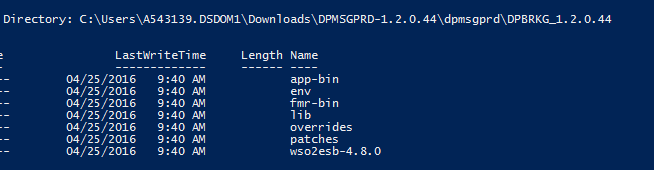 Directory: C:\Users\A543139.DSDOM1\Downloads\DPMSGPRD-1.2.0.44\dpmsgprd\DPBRKG_1.2.0.44
e LastWriteTime Length Name
- ------------- ------ ----
-- 04/25/2016 9:40 AM app-bin
-- 04/25/2016 9:40 AM env
-- 04/25/2016 9:40 AM fmr-bin
-- 04/25/2016 9:40 AM lib
-- 04/25/2016 9:40 AM overrides
-- 04/25/2016 9:40 AM patches
-- 04/25/2016 9:40 AM wso2esb-4.8.0